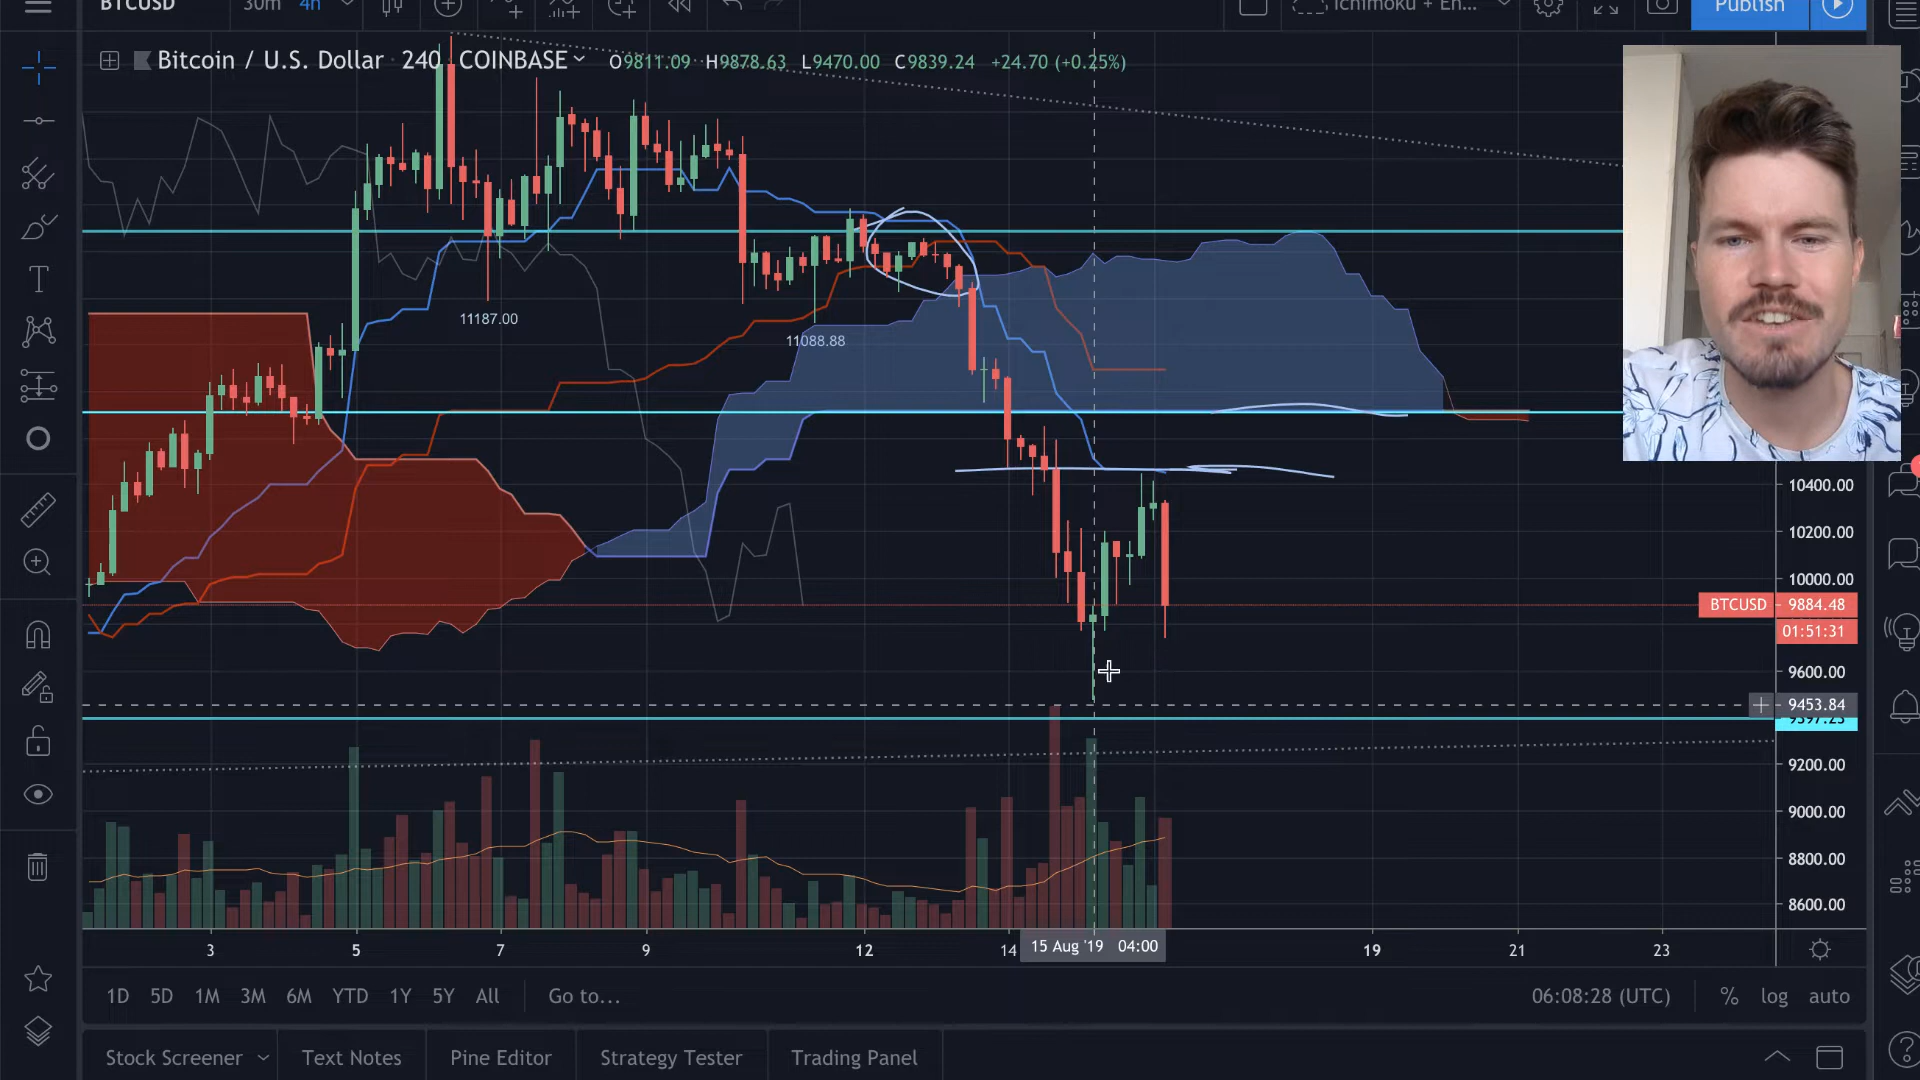 BTCUSD 30m 4h Ichimoku + En... Publish
Bitcoin / U.S. Dollar 240 COINBASE O9811.09 H9878.63 L9470.00 C9839.24 +24.70 (+0.25%)
11187.00
11088.88
10400.00
10200.00
10000.00
BTCUSD 9884.48
01:51:31
9600.00
9453.84
9397.23
9200.00
9000.00
8800.00
8600.00
3 5 7 9 12 14 15 Aug '19 04:00 19 21 23
1D 5D 1M 3M 6M YTD 1Y 5Y All Go to... 06:08:28 (UTC) % log auto
Stock Screener Text Notes Pine Editor Strategy Tester Trading Panel